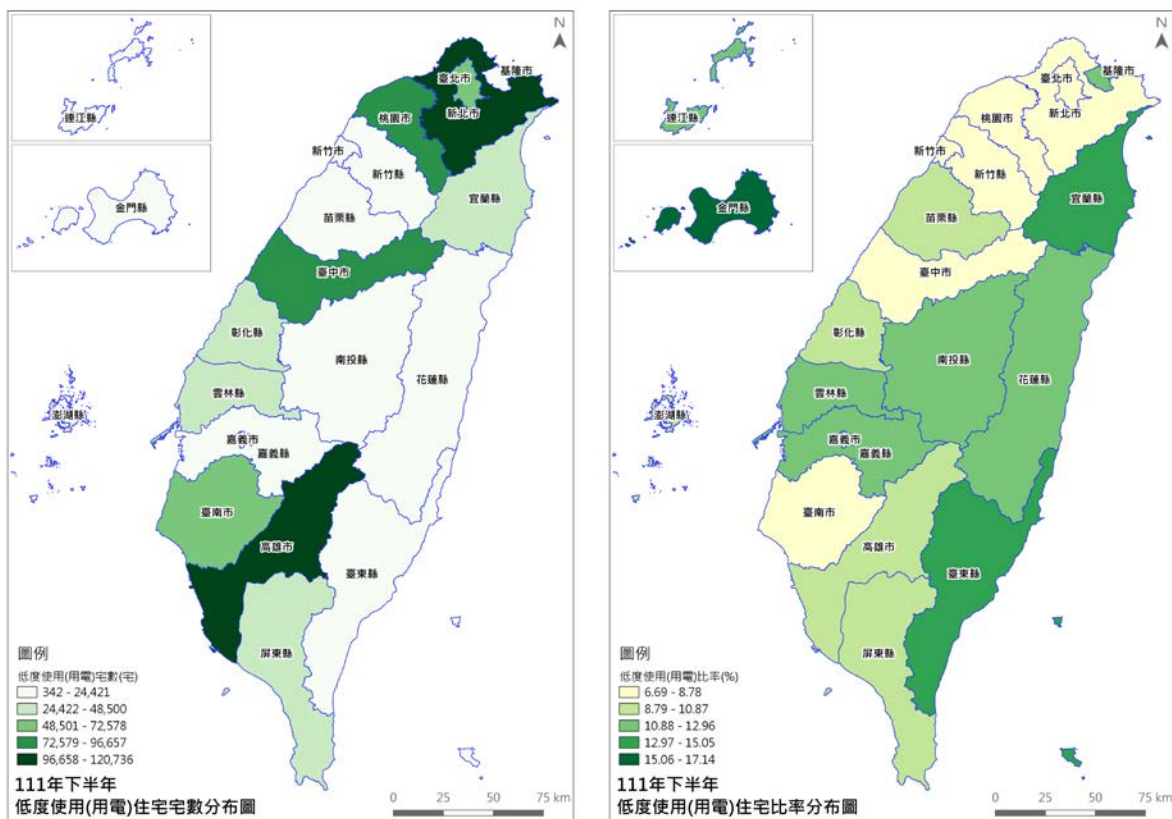 N
臺北市
基隆市
桃園市
新北市
連江縣
新竹市
新竹縣
宜蘭縣
金門縣
苗栗縣
臺中市
彰化縣
南投縣
花蓮縣
雲林縣
澎湖縣
嘉義市
嘉義縣
臺南市
高雄市
臺東縣
屏東縣
圖例
低度使用(用電)宅數(宅)
342 - 24,421
24,422 - 48,500
48,501 - 72,578
72,579 - 96,657
96,658 - 120,736
111年下半年
低度使用(用電)住宅宅數分布圖
0 25 50 75 km
N
臺北市
基隆市
桃園市
新北市
連江縣
新竹市
新竹縣
宜蘭縣
金門縣
苗栗縣
臺中市
彰化縣
南投縣
花蓮縣
雲林縣
澎湖縣
嘉義市
嘉義縣
臺南市
高雄市
臺東縣
屏東縣
圖例
低度使用(用電)比率(%)
6.69 - 8.78
8.79 - 10.87
10.88 - 12.96
12.97 - 15.05
15.06 - 17.14
111年下半年
低度使用(用電)住宅比率分布圖
0 25 50 75 km